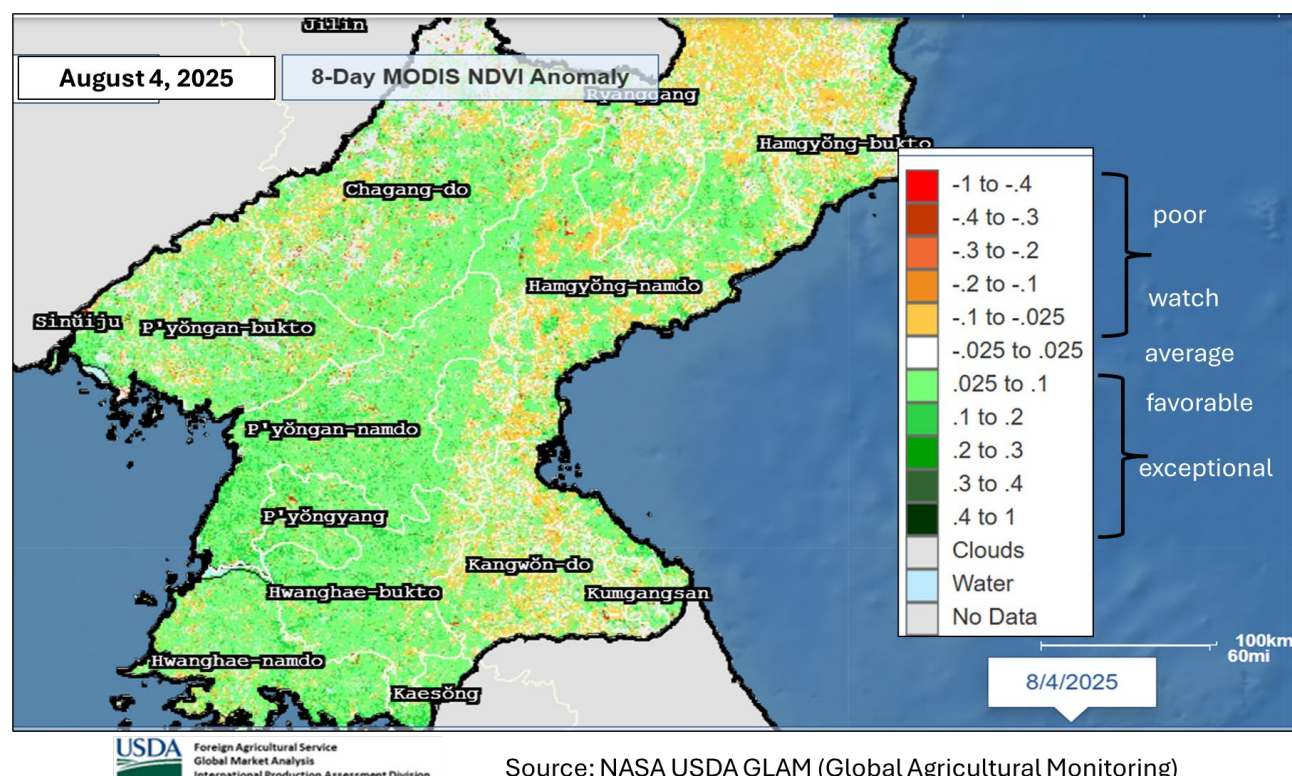 Jilin
August 4, 2025
8-Day MODIS NDVI Anomaly
Ryanggang
Hamgyŏng-bukto
Chagang-do
Hamgyŏng-namdo
Sinŭiju
P'yŏngan-bukto
P'yŏngan-namdo
P'yŏngyang
Kangwŏn-do
Hwanghae-bukto
Kumgangsan
Hwanghae-namdo
Kaesŏng
-1 to -.4
-.4 to -.3
-.3 to -.2
-.2 to -.1
-.1 to -.025
-.025 to .025
.025 to .1
.1 to .2
.2 to .3
.3 to .4
.4 to 1
Clouds
Water
No Data
poor
watch
average
favorable
exceptional
100km
60mi
8/4/2025
USDA
Foreign Agricultural Service
Global Market Analysis
International Production Assessment Division
Source: NASA USDA GLAM (Global Agricultural Monitoring)